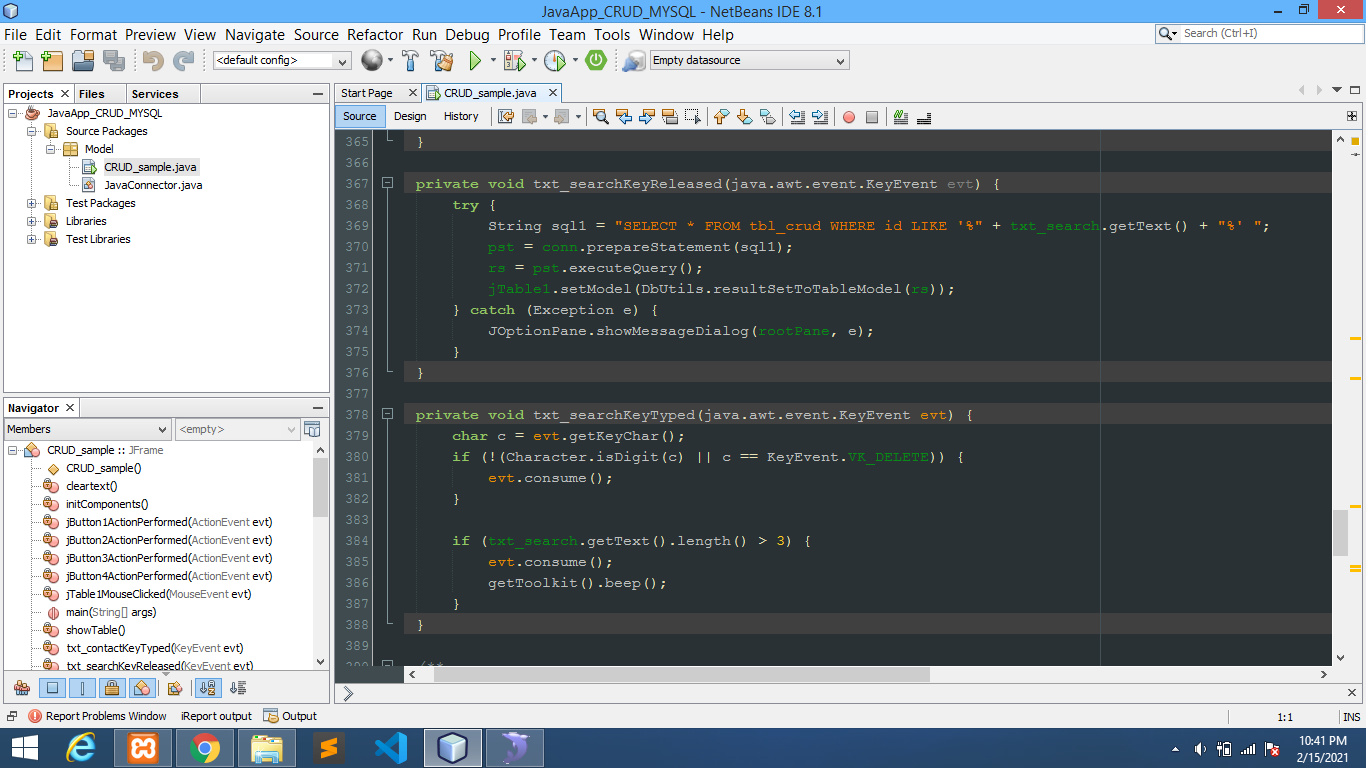 JavaApp_CRUD_MYSQL - NetBeans IDE 8.1
File Edit Format Preview View Navigate Source Refactor Run Debug Profile Team Tools Window Help
Search (Ctrl+I)
<default config>
Empty datasource
Projects Files Services
JavaApp_CRUD_MYSQL
Source Packages
Model
CRUD_sample.java
JavaConnector.java
Test Packages
Libraries
Test Libraries
Navigator
Members
<empty>
CRUD_sample :: JFrame
CRUD_sample()
cleartext()
initComponents()
jButton1ActionPerformed(ActionEvent evt)
jButton2ActionPerformed(ActionEvent evt)
jButton3ActionPerformed(ActionEvent evt)
jButton4ActionPerformed(ActionEvent evt)
jTable1MouseClicked(MouseEvent evt)
main(String[] args)
showTable()
txt_contactKeyTyped(KeyEvent evt)
txt_searchKeyReleased(KeyEvent evt)
Start Page CRUD_sample.java
Source Design History
365 }
366
367 private void txt_searchKeyReleased(java.awt.event.KeyEvent evt) {
368 try {
369 String sql1 = "SELECT * FROM tbl_crud WHERE id LIKE '%" + txt_search.getText() + "%' ";
370 pst = conn.prepareStatement(sql1);
371 rs = pst.executeQuery();
372 jTable1.setModel(DbUtils.resultSetToTableModel(rs));
373 } catch (Exception e) {
374 JOptionPane.showMessageDialog(rootPane, e);
375 }
376 }
377
378 private void txt_searchKeyTyped(java.awt.event.KeyEvent evt) {
379 char c = evt.getKeyChar();
380 if (!(Character.isDigit(c) || c == KeyEvent.VK_DELETE)) {
381 evt.consume();
382 }
383
384 if (txt_search.getText().length() > 3) {
385 evt.consume();
386 getToolkit().beep();
387 }
388 }
389
390 /**
Report Problems Window iReport output Output
1:1 INS
10:41 PM
2/15/2021